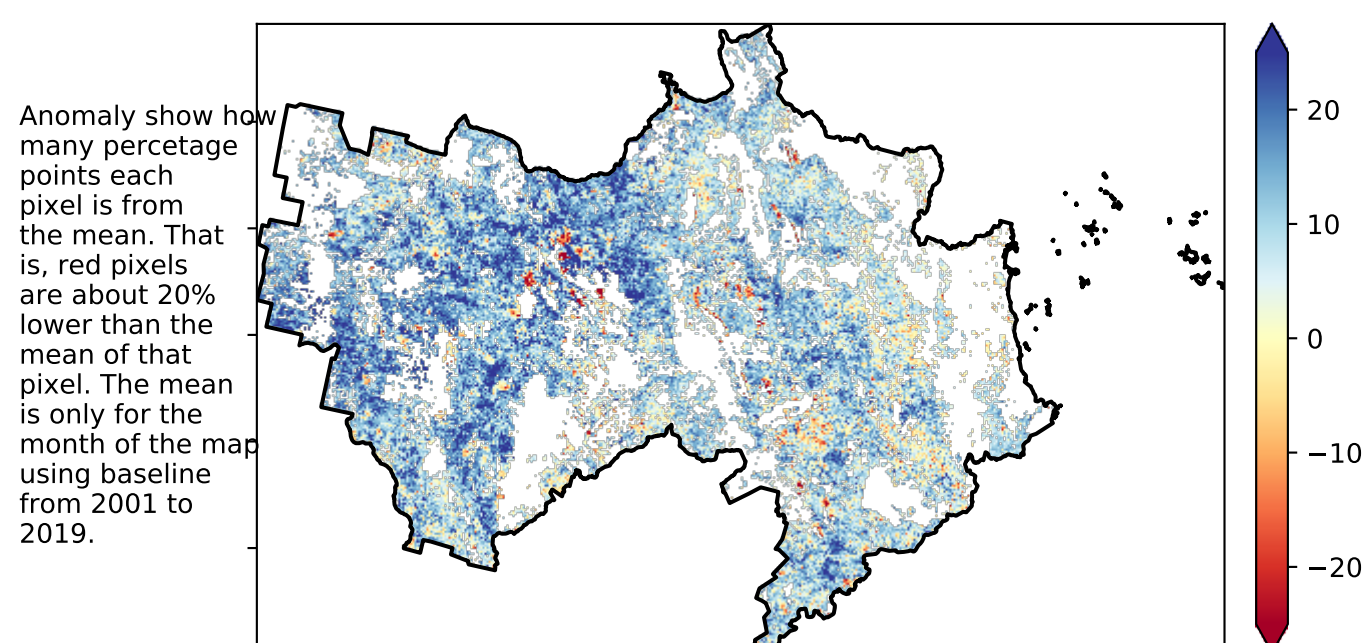 Anomaly show how
many percetage
points each
pixel is from
the mean. That
is, red pixels
are about 20%
lower than the
mean of that
pixel. The mean
is only for the
month of the map
using baseline
from 2001 to
2019.
20
10
0
−10
−20